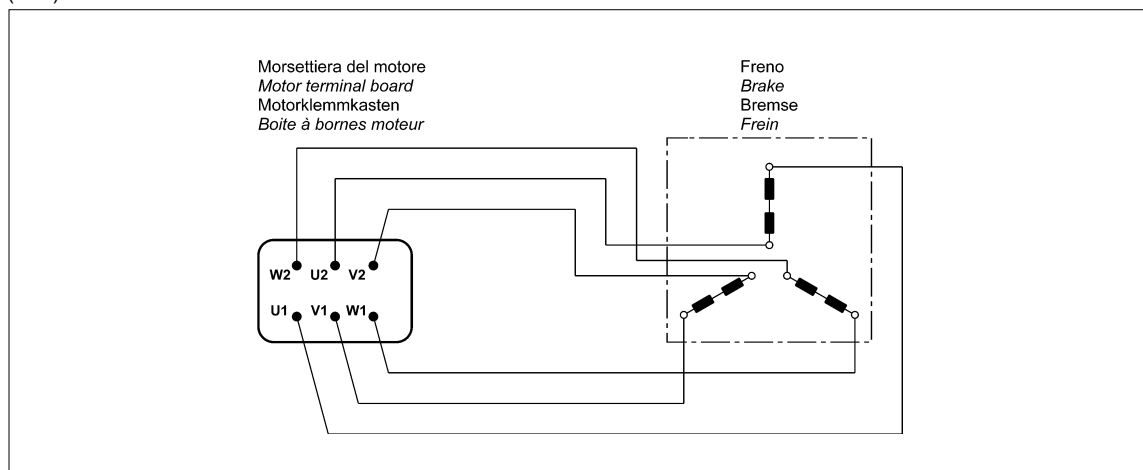 Morsettiera del motore
Motor terminal board
Motorklemmkasten
Boite à bornes moteur
Freno
Brake
Bremse
Frein
W2 U2 V2
U1 V1 W1